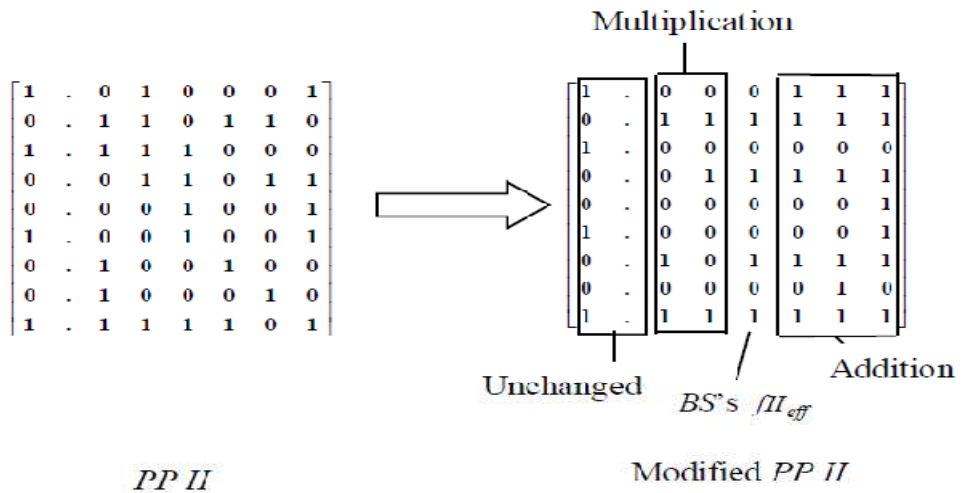 Multiplication
1 . 0 1 0 0 0 1 1 . 0 0 0 1 1 1
0 . 1 1 0 1 1 0 0 . 1 1 1 1 1 1
1 . 1 1 1 0 0 0 1 . 0 0 0 0 0 0
0 . 0 1 1 0 1 1 0 . 0 1 1 1 1 1
0 . 0 0 1 0 0 1 0 . 0 0 0 0 0 1
1 . 0 0 1 0 0 1 1 . 0 0 0 0 0 1
0 . 1 0 0 1 0 0 0 . 1 0 1 1 1 1
0 . 1 0 0 0 1 0 0 . 0 0 0 0 1 0
1 . 1 1 1 1 0 1 1 . 1 1 1 1 1 1
Unchanged BS's fII eff Addition
PP II Modified PP II